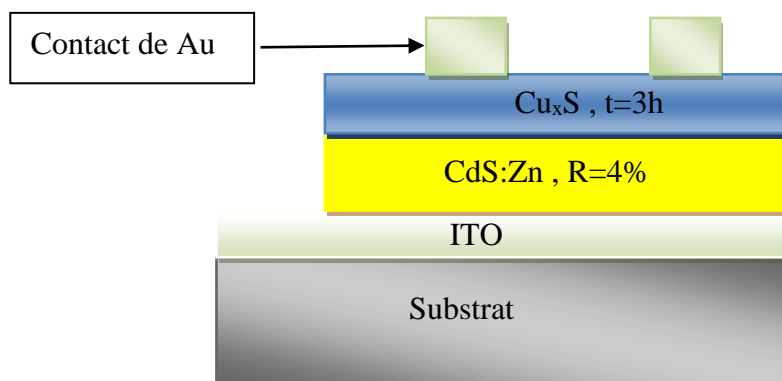 Contact de Au
CuₓS , t=3h
CdS:Zn , R=4%
ITO
Substrat